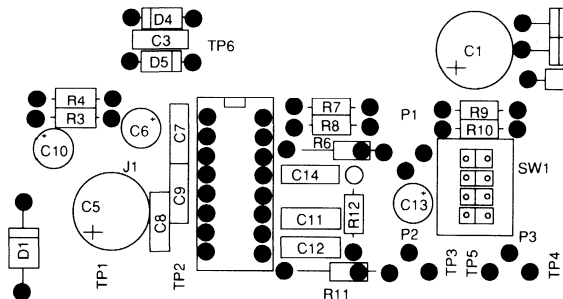 D4
C3
D5
TP6
C1
R4
R3
C10
C6
C7
R7
R8
R6
P1
R9
R10
J1
C5
C8
C9
C14
C11
C12
R12
C13
SW1
D1
TP1
TP2
R11
P2
TP3
TP5
P3
TP4